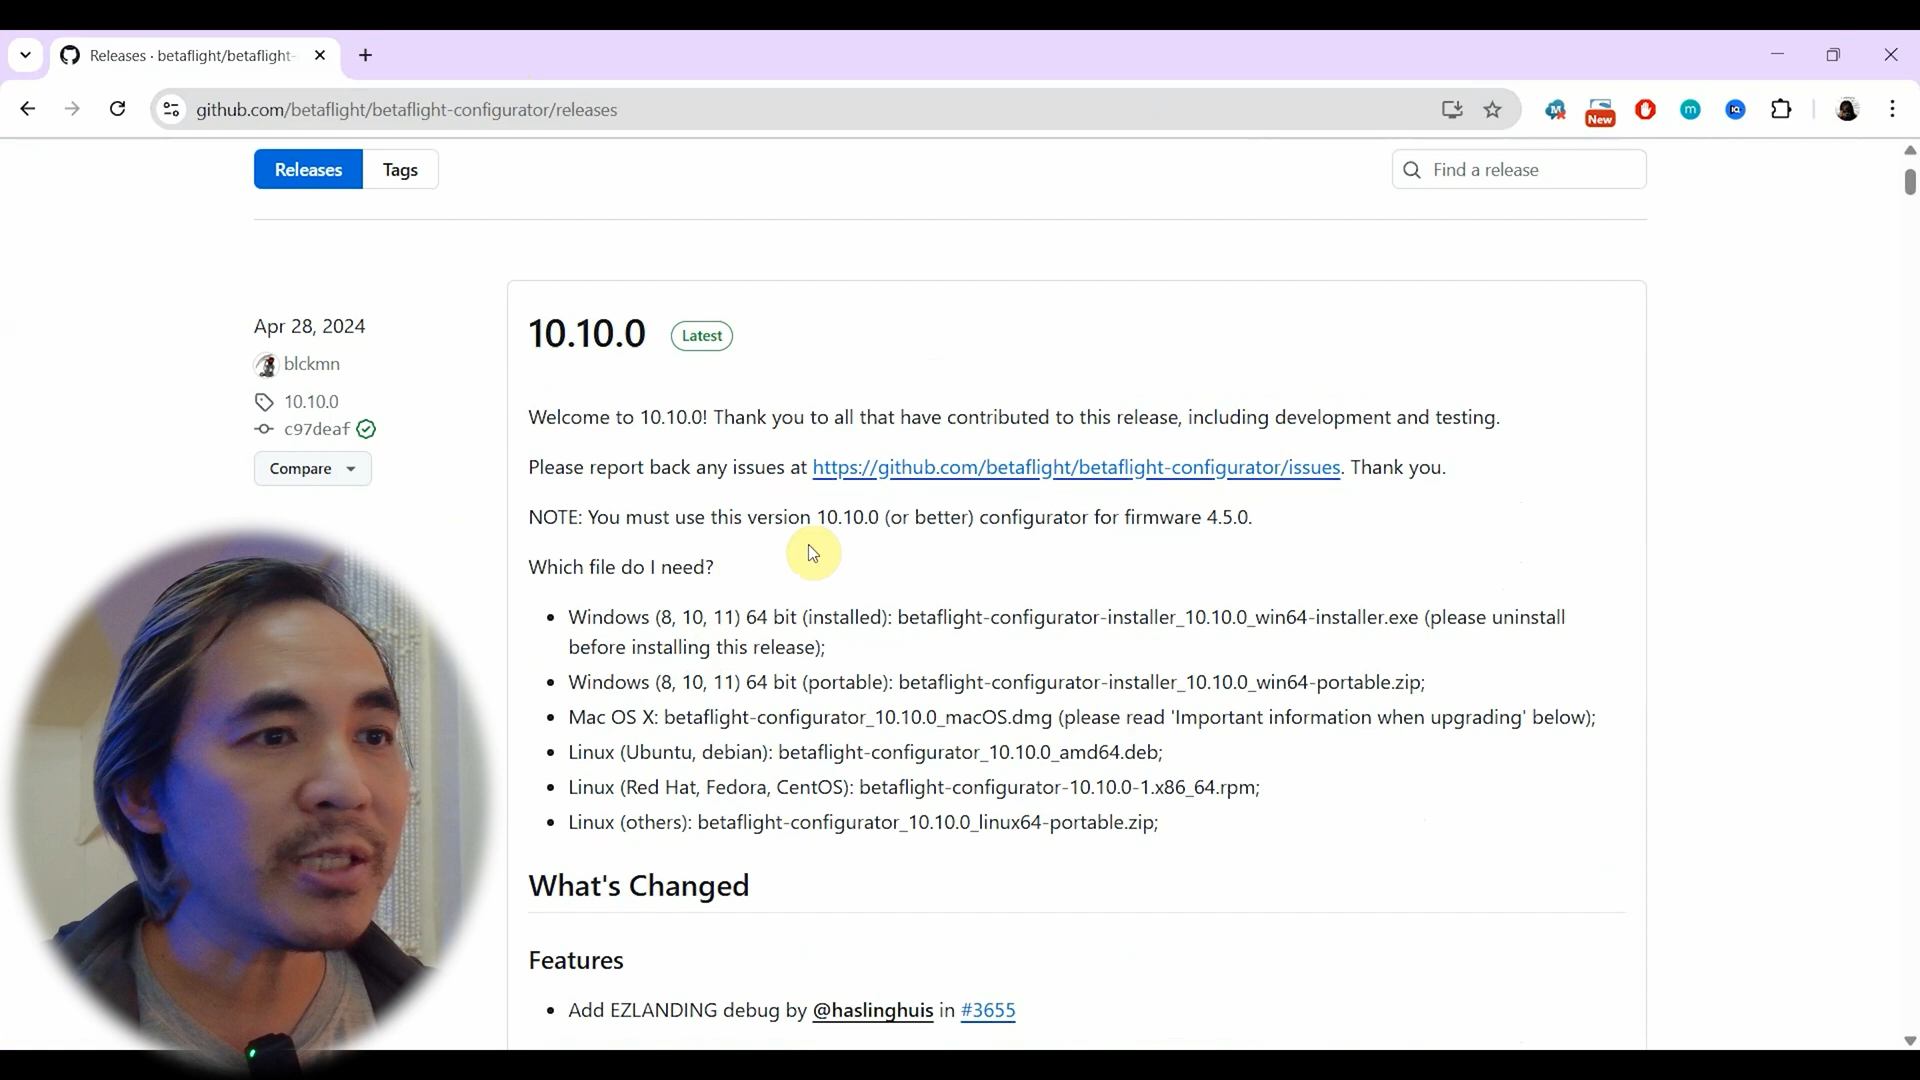 Releases · betaflight/betaflight-
github.com/betaflight/betaflight-configurator/releases
New
Releases
Tags
Find a release
Apr 28, 2024
blckmn
10.10.0
c97deaf
Compare
10.10.0
Latest
Welcome to 10.10.0! Thank you to all that have contributed to this release, including development and testing.
Please report back any issues at https://github.com/betaflight/betaflight-configurator/issues. Thank you.
NOTE: You must use this version 10.10.0 (or better) configurator for firmware 4.5.0.
Which file do I need?
• Windows (8, 10, 11) 64 bit (installed): betaflight-configurator-installer_10.10.0_win64-installer.exe (please uninstall
before installing this release);
• Windows (8, 10, 11) 64 bit (portable): betaflight-configurator-installer_10.10.0_win64-portable.zip;
• Mac OS X: betaflight-configurator_10.10.0_macOS.dmg (please read 'Important information when upgrading' below);
• Linux (Ubuntu, debian): betaflight-configurator_10.10.0_amd64.deb;
• Linux (Red Hat, Fedora, CentOS): betaflight-configurator-10.10.0-1.x86_64.rpm;
• Linux (others): betaflight-configurator_10.10.0_linux64-portable.zip;
What's Changed
Features
• Add EZLANDING debug by @haslinghuis in #3655